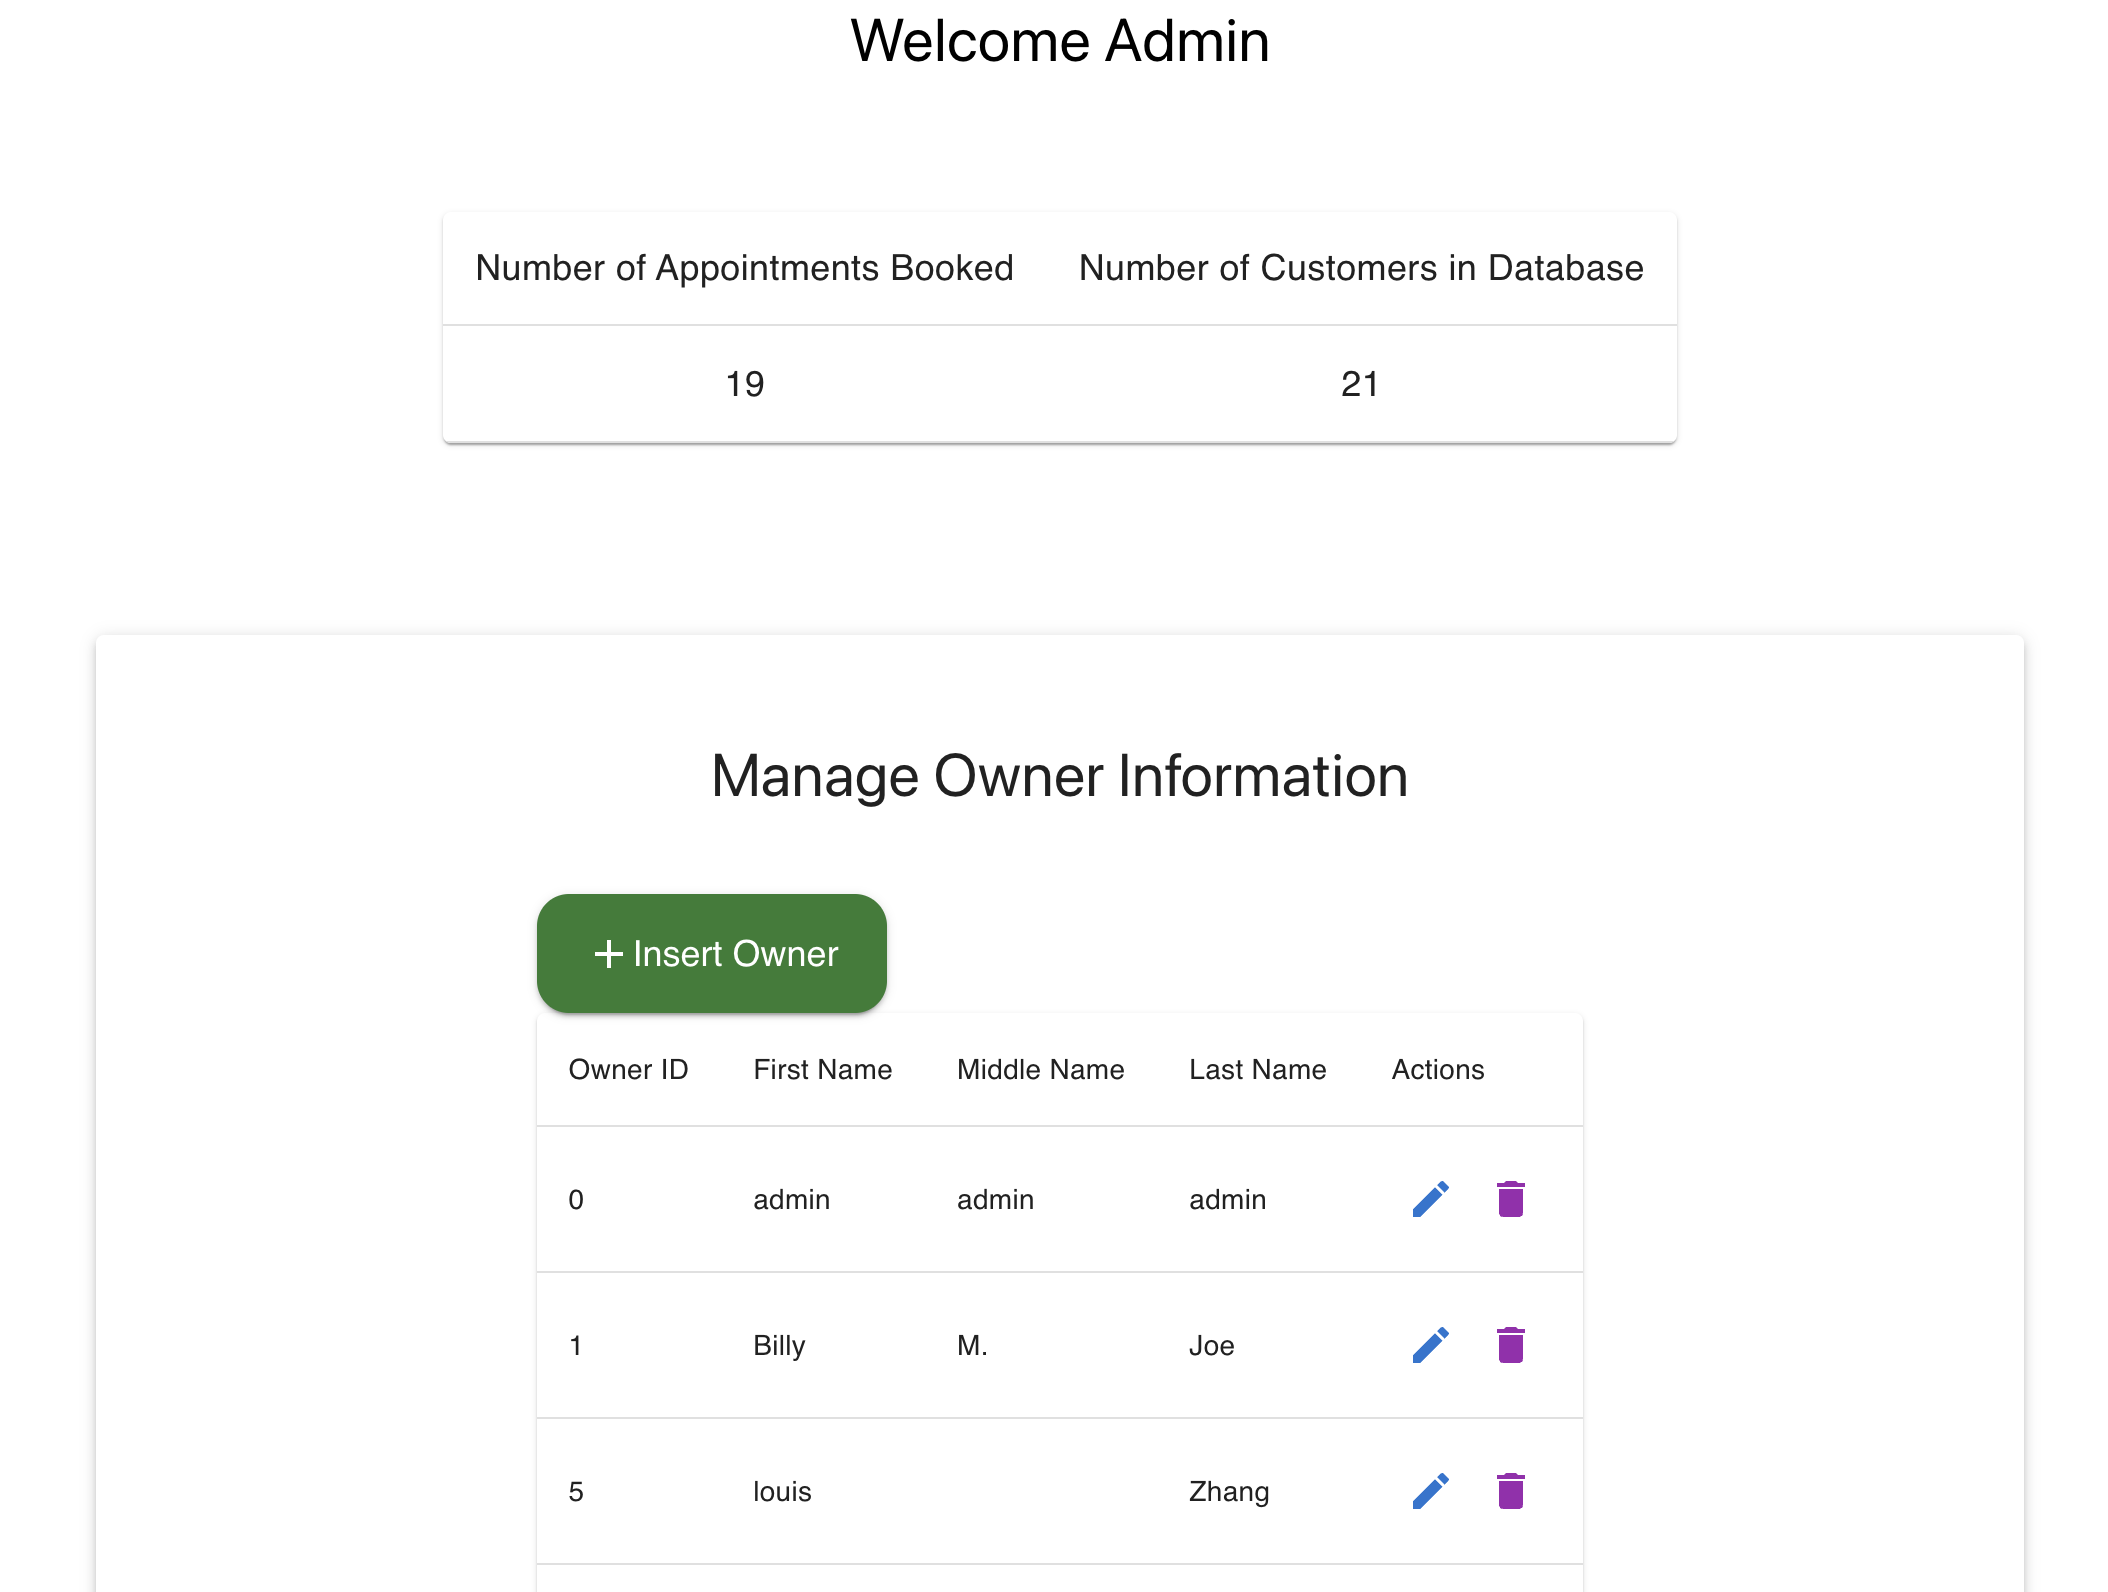 Welcome Admin
Number of Appointments Booked Number of Customers in Database
19 21
Manage Owner Information
+ Insert Owner
Owner ID First Name Middle Name Last Name Actions
0 admin admin admin
1 Billy M. Joe
5 louis Zhang